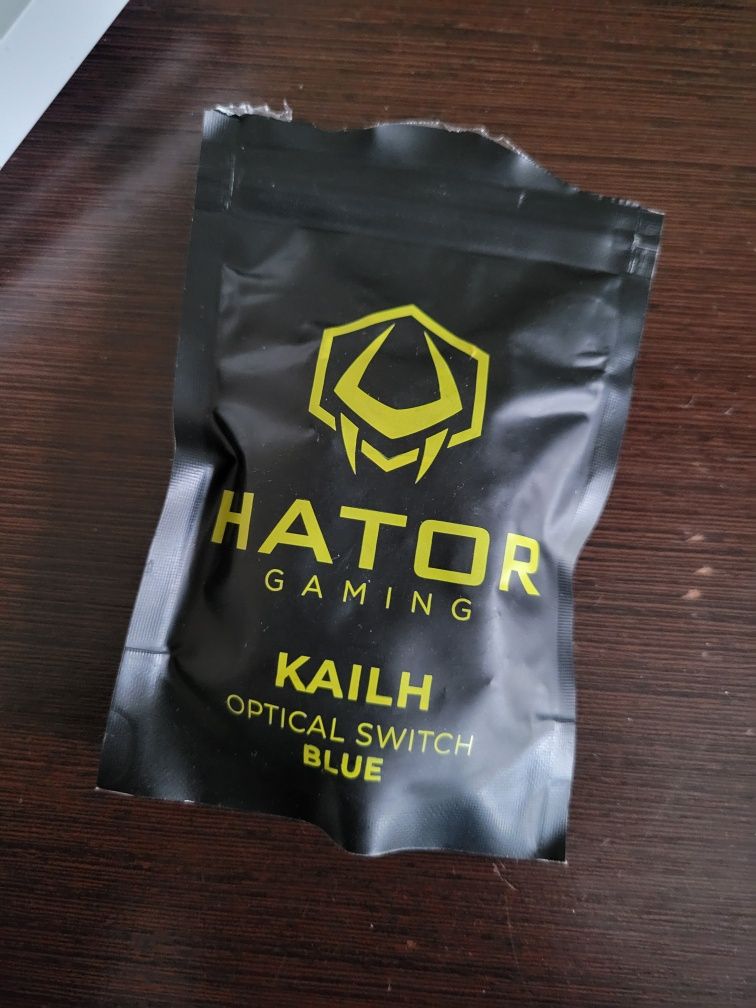 HATOR
GAMING
KAILH
OPTICAL SWITCH
BLUE